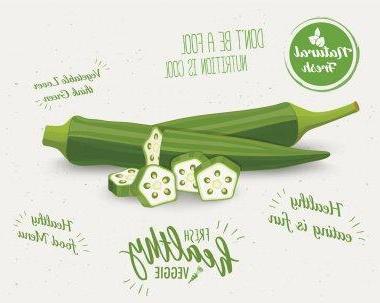 DON'T BE A FOOL
NUTRITION IS COOL
Natural
Fresh
Vegetable Lover
think Green
Healthy
food Menu
FRESH
healthy
VEGGIE
Healthy
eating is fun